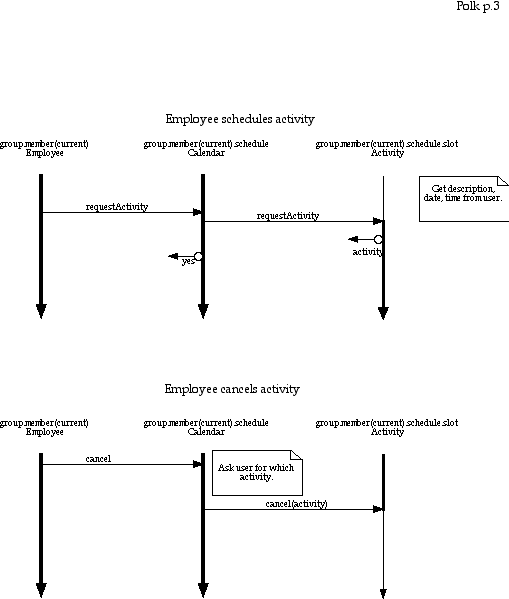 Polk p.3
Employee schedules activity
group.member(current)
Employee
group.member(current).schedule
Calendar
group.member(current).schedule.slot
Activity
Get description,
date, time from user.
requestActivity
requestActivity
activity
yes
Employee cancels activity
group.member(current)
Employee
group.member(current).schedule
Calendar
group.member(current).schedule.slot
Activity
cancel
Ask user for which
activity.
cancel(activity)